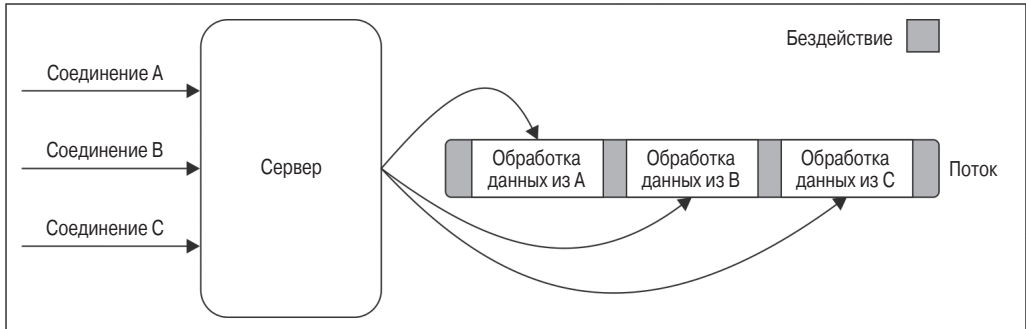 Бездействие
Соединение A
Соединение B
Соединение C
Сервер
Обработка
данных из A
Обработка
данных из B
Обработка
данных из C
Поток